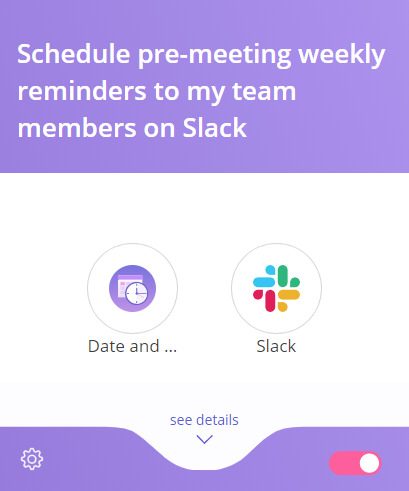 Schedule pre-meeting weekly
reminders to my team
members on Slack
Date and ...
Slack
see details